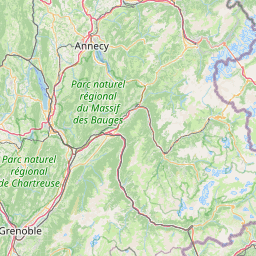 Annecy
Parc naturel
régional
du Massif
des Bauges
Parc naturel
régional
de Chartreuse
Grenoble